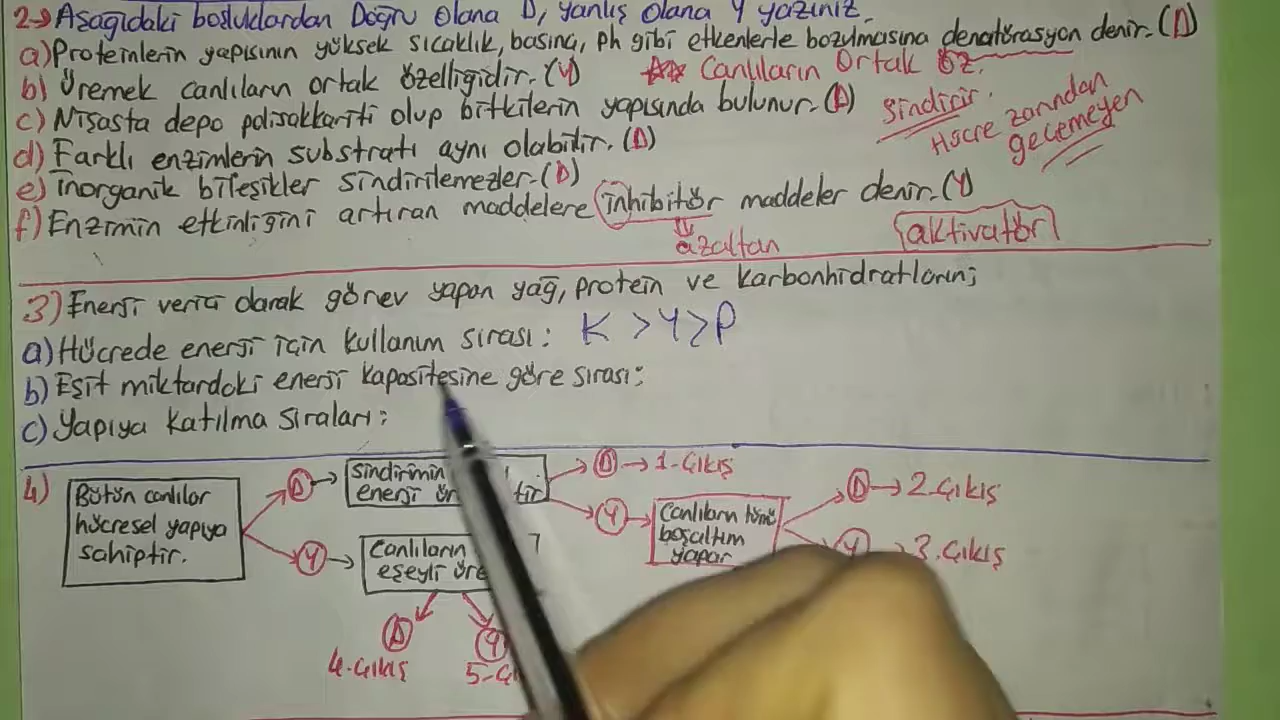 2-) Aşağıdaki boşluklardan Doğru olana D, yanlış olana Y yazınız.
a) Proteinlerin yapısının yüksek sıcaklık, basınç, ph gibi etkenlerle bozulmasına denatürasyon denir. (D)
b) Üremek canlıların ortak özelliğidir. (Y) Canlıların Ortak Öz.
c) Nişasta depo polisakkariti olup bitkilerin yapısında bulunur. (D) Sindirir.
Hücre zarından geçemeyen
d) Farklı enzimlerin substratı aynı olabilir. (D)
e) İnorganik bileşikler sindirilemezler. (D)
f) Enzimin etkinliğini artıran maddelere inhibitör maddeler denir. (Y)
azaltan
aktivatör
3) Enerji verici olarak görev yapan yağ, protein ve karbonhidratların;
a) Hücrede enerji için kullanım sırası: K > Y > P
b) Eşit miktardaki enerji kapasitesine göre sırası:
c) Yapıya katılma sıraları:
4) Bütün canlılar
hücresel yapıya
sahiptir.
D
Y
Sindirimin
enerji
D → 1. Çıkış
Y
Canlıların tümü
boşaltım
yapar
D → 2. Çıkış
3. Çıkış
Canlıların
eşeyli
D
4. Çıkış
Y
5-